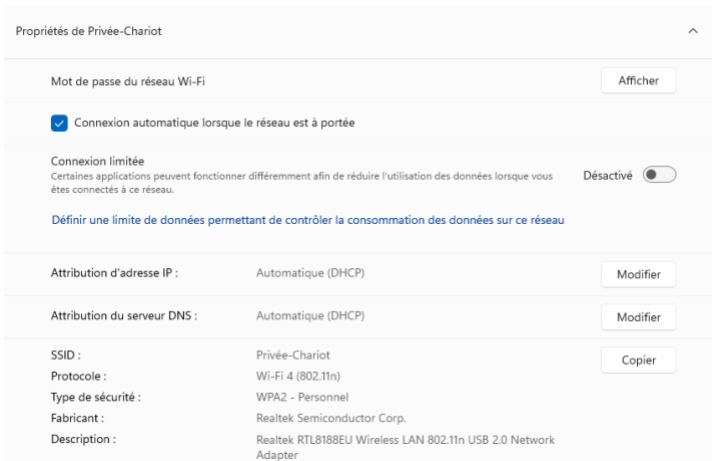 Propriétés de Privée-Chariot
Mot de passe du réseau Wi-Fi
Afficher
Connexion automatique lorsque le réseau est à portée
Connexion limitée
Certaines applications peuvent fonctionner différemment afin de réduire l'utilisation des données lorsque vous
êtes connectés à ce réseau.
Désactivé
Définir une limite de données permettant de contrôler la consommation des données sur ce réseau
Attribution d'adresse IP :
Automatique (DHCP)
Modifier
Attribution du serveur DNS :
Automatique (DHCP)
Modifier
SSID :
Privée-Chariot
Copier
Protocole :
Wi-Fi 4 (802.11n)
Type de sécurité :
WPA2 - Personnel
Fabricant :
Realtek Semiconductor Corp.
Description :
Realtek RTL8188EU Wireless LAN 802.11n USB 2.0 Network
Adapter